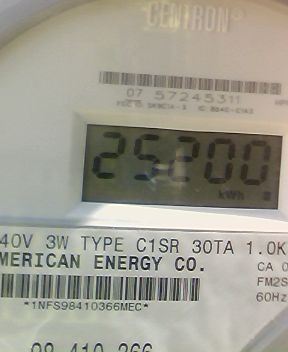 CENTRON®
07 57245311
25200
kWh
40V 3W TYPE C1SR 30TA 1.0K
MERICAN ENERGY CO.
CA 0
FM2S
60Hz
*1NFS98410366MEC*
98 410 366